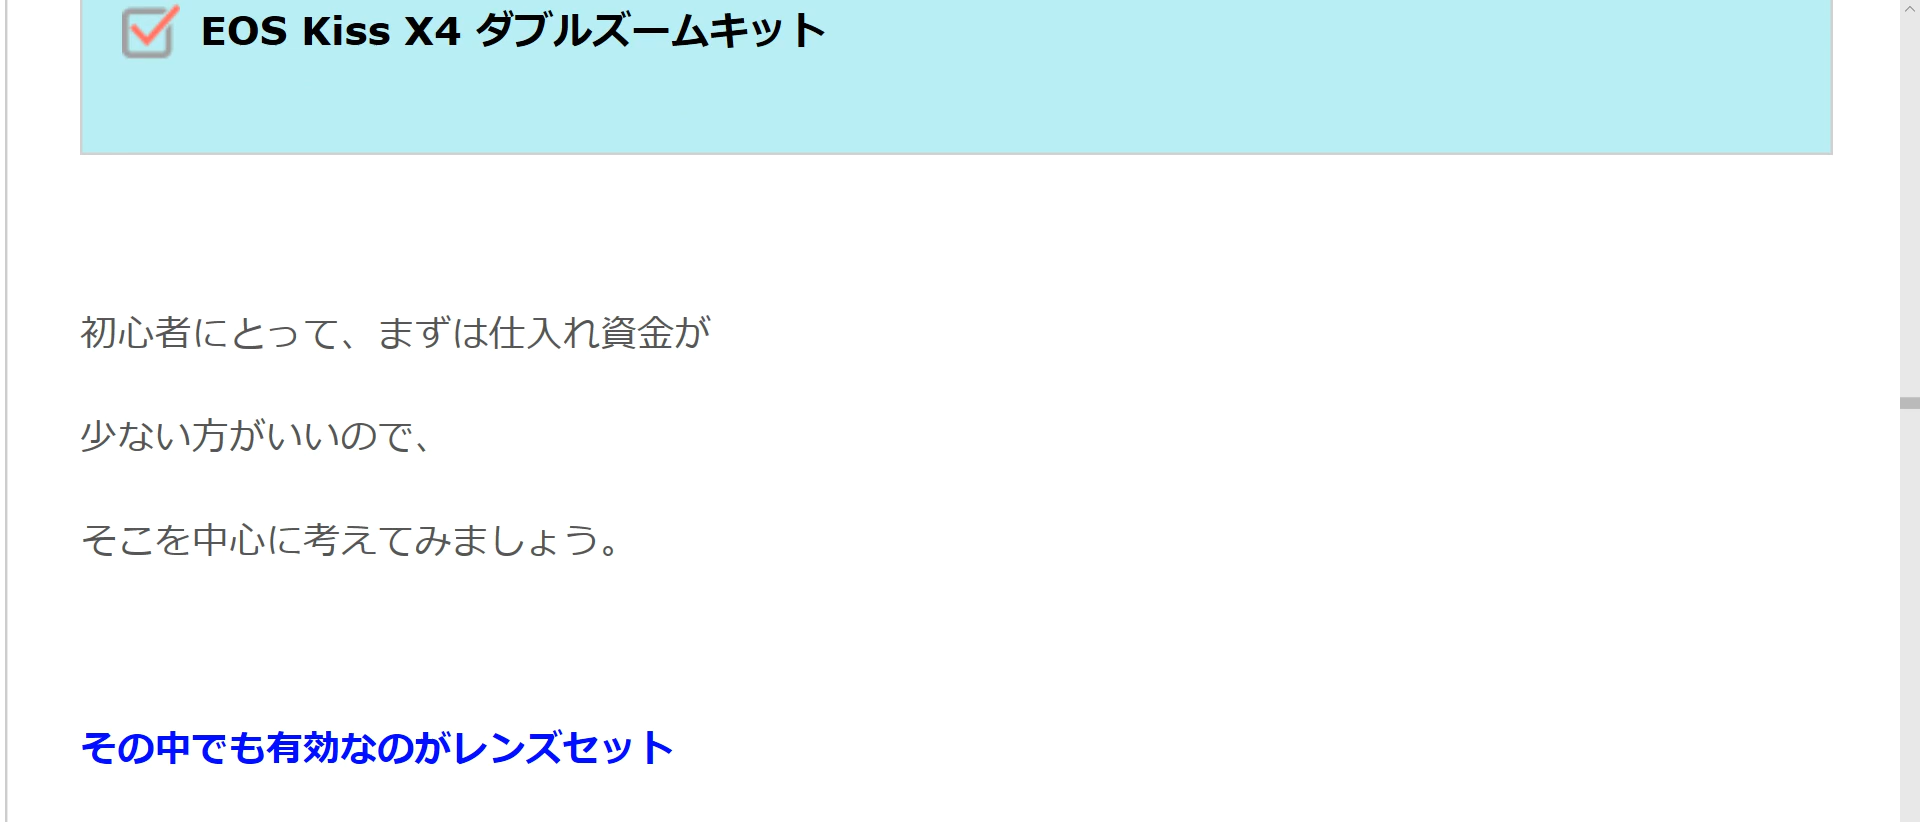 EOS Kiss X4 ダブルズームキット
初心者にとって、まずは仕入れ資金が
少ない方がいいので、
そこを中心に考えてみましょう。
その中でも有効なのがレンズセット